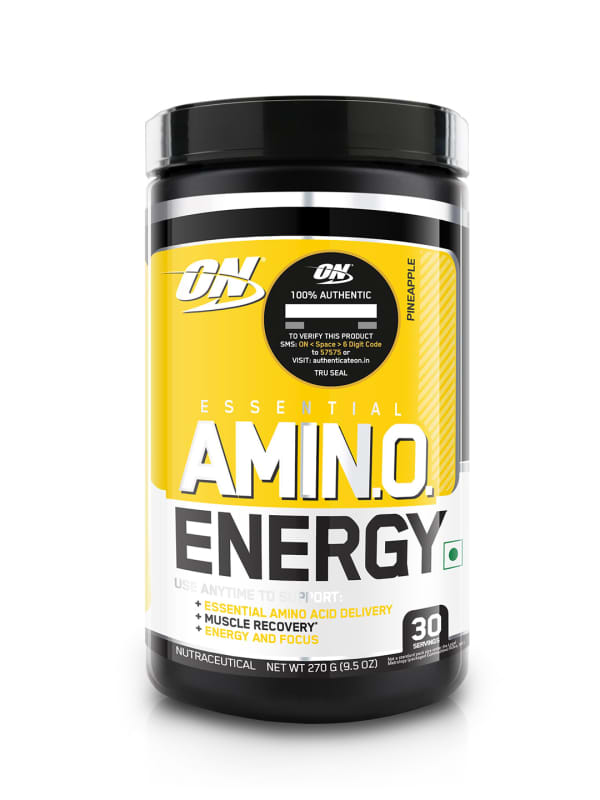 ON
ON
100% AUTHENTIC
TO VERIFY THIS PRODUCT
SMS: ON < Space > 6 Digit Code
to 57575 or
VISIT: authenticateon.in
TRU SEAL
PINEAPPLE
ESSENTIAL
AMIN.O.
ENERGY
USE ANYTIME TO SUPPORT:
+ ESSENTIAL AMINO ACID DELIVERY
+ MUSCLE RECOVERY*
+ ENERGY AND FOCUS
30
SERVINGS
NUTRACEUTICAL NET WT 270 G (9.5 OZ)